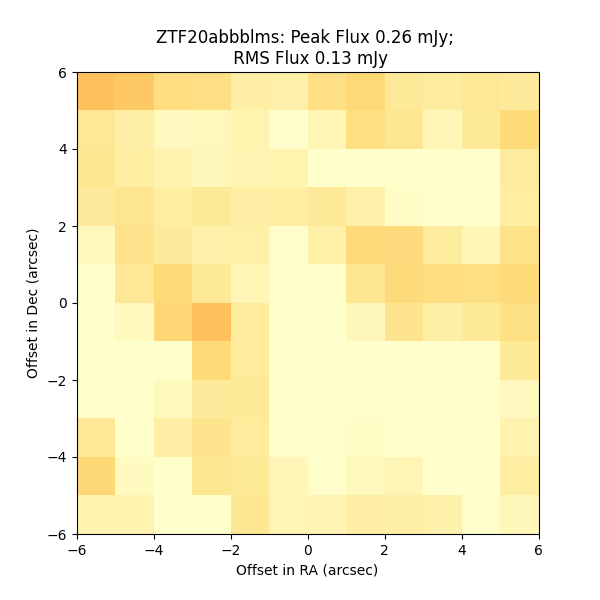 ZTF20abbblms: Peak Flux 0.26 mJy;
RMS Flux 0.13 mJy
6
4
2
0
−2
−4
−6
Offset in Dec (arcsec)
−6 −4 −2 0 2 4 6
Offset in RA (arcsec)